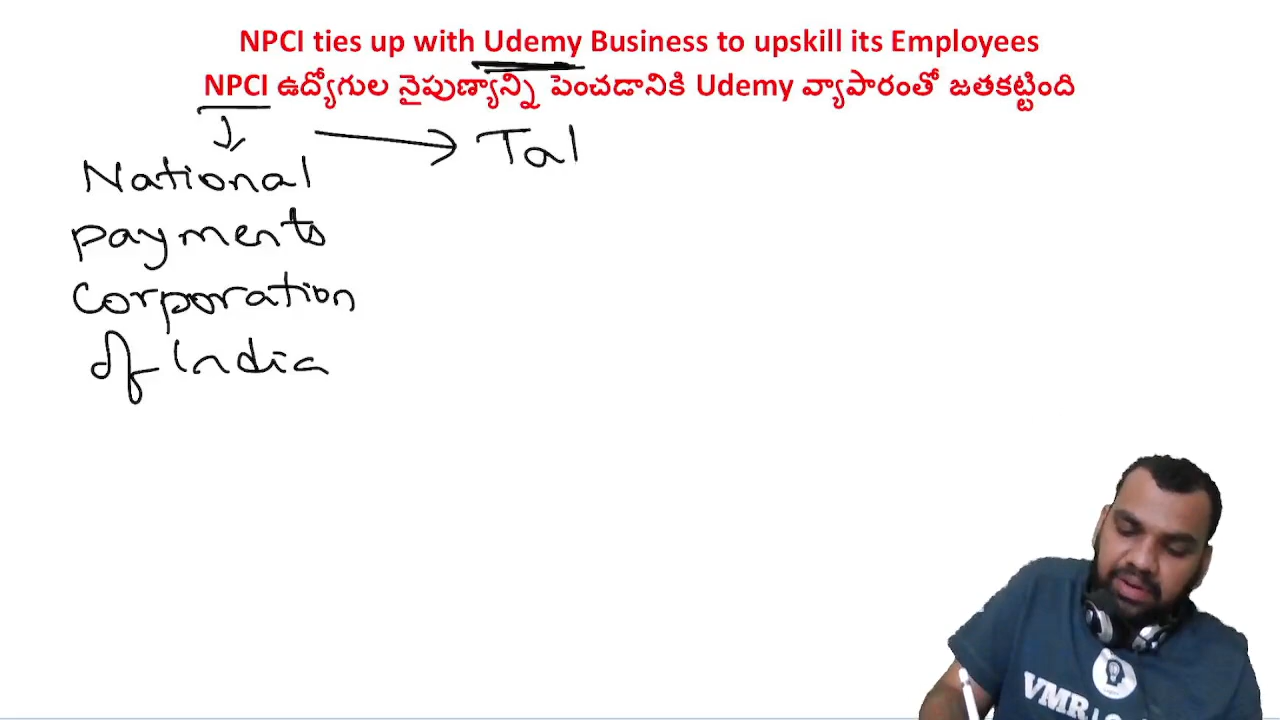 NPCI ties up with Udemy Business to upskill its Employees
NPCI ఉద్యోగుల నైపుణ్యాన్ని పెంచడానికి Udemy వ్యాపారంతో జతకట్టింది
Tal
National
payments
corporation
of India
VMR